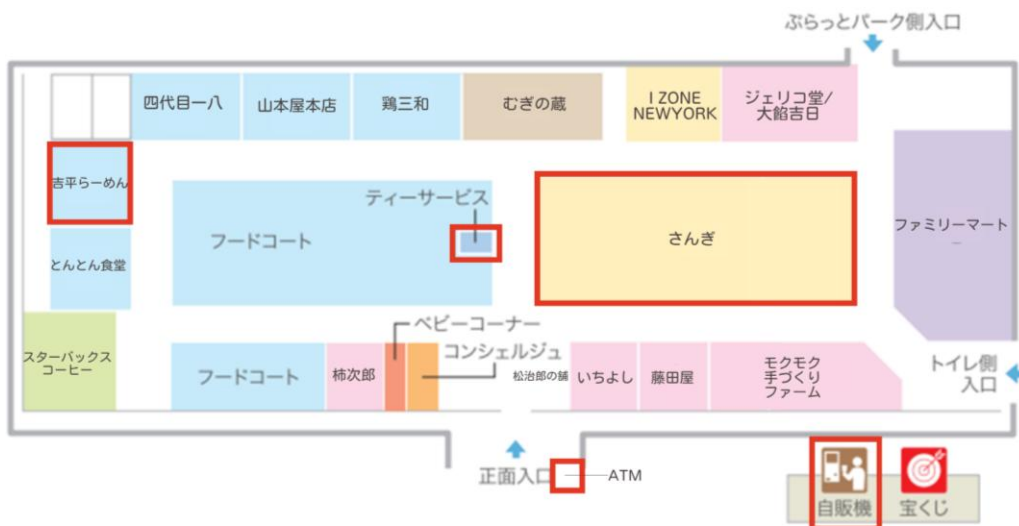 ぷらっとパーク側入口
四代目一八
山本屋本店
鶏三和
むぎの蔵
I ZONE
NEWYORK
ジェリコ堂/
大餡吉日
吉平らーめん
ティーサービス
フードコート
さんぎ
ファミリーマート
とんとん食堂
スターバックス
コーヒー
ベビーコーナー
コンシェルジュ
フードコート
柿次郎
松治郎の舗
いちよし
藤田屋
モクモク
手づくり
ファーム
トイレ側
入口
正面入口
ATM
自販機
宝くじ